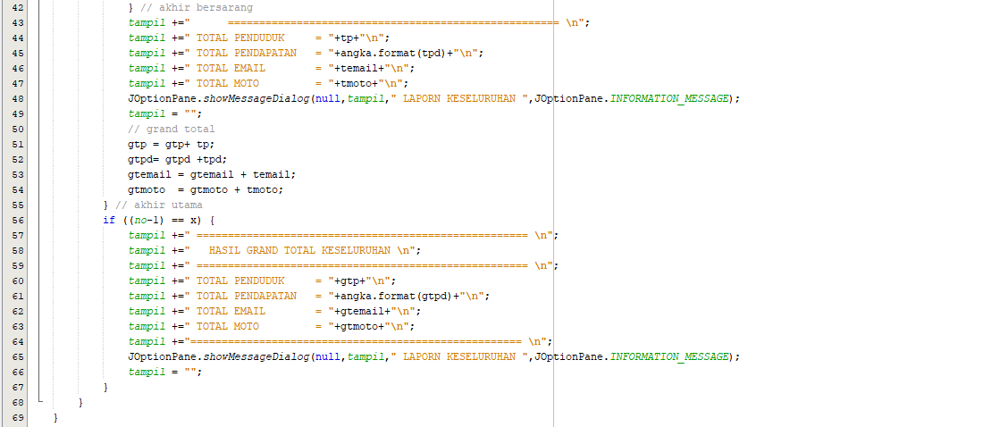 42 } // akhir bersarang
43 tampil +="      ===================================================== \n";
44 tampil +=" TOTAL PENDUDUK     = "+tp+"\n";
45 tampil +=" TOTAL PENDAPATAN   = "+angka.format(tpd)+"\n";
46 tampil +=" TOTAL EMAIL        = "+temail+"\n";
47 tampil +=" TOTAL MOTO         = "+tmoto+"\n";
48 JOptionPane.showMessageDialog(null,tampil," LAPORN KESELURUHAN ",JOptionPane.INFORMATION_MESSAGE);
49 tampil = "";
50 // grand total
51 gtp = gtp+ tp;
52 gtpd= gtpd +tpd;
53 gtemail = gtemail + temail;
54 gtmoto  = gtmoto + tmoto;
55 } // akhir utama
56 if ((no-1) == x) {
57 tampil +=" ===================================================== \n";
58 tampil +="   HASIL GRAND TOTAL KESELURUHAN \n";
59 tampil +=" ===================================================== \n";
60 tampil +=" TOTAL PENDUDUK     = "+gtp+"\n";
61 tampil +=" TOTAL PENDAPATAN   = "+angka.format(gtpd)+"\n";
62 tampil +=" TOTAL EMAIL        = "+gtemail+"\n";
63 tampil +=" TOTAL MOTO         = "+gtmoto+"\n";
64 tampil +="===================================================== \n";
65 JOptionPane.showMessageDialog(null,tampil," LAPORN KESELURUHAN ",JOptionPane.INFORMATION_MESSAGE);
66 tampil = "";
67 }
68 }
69 }